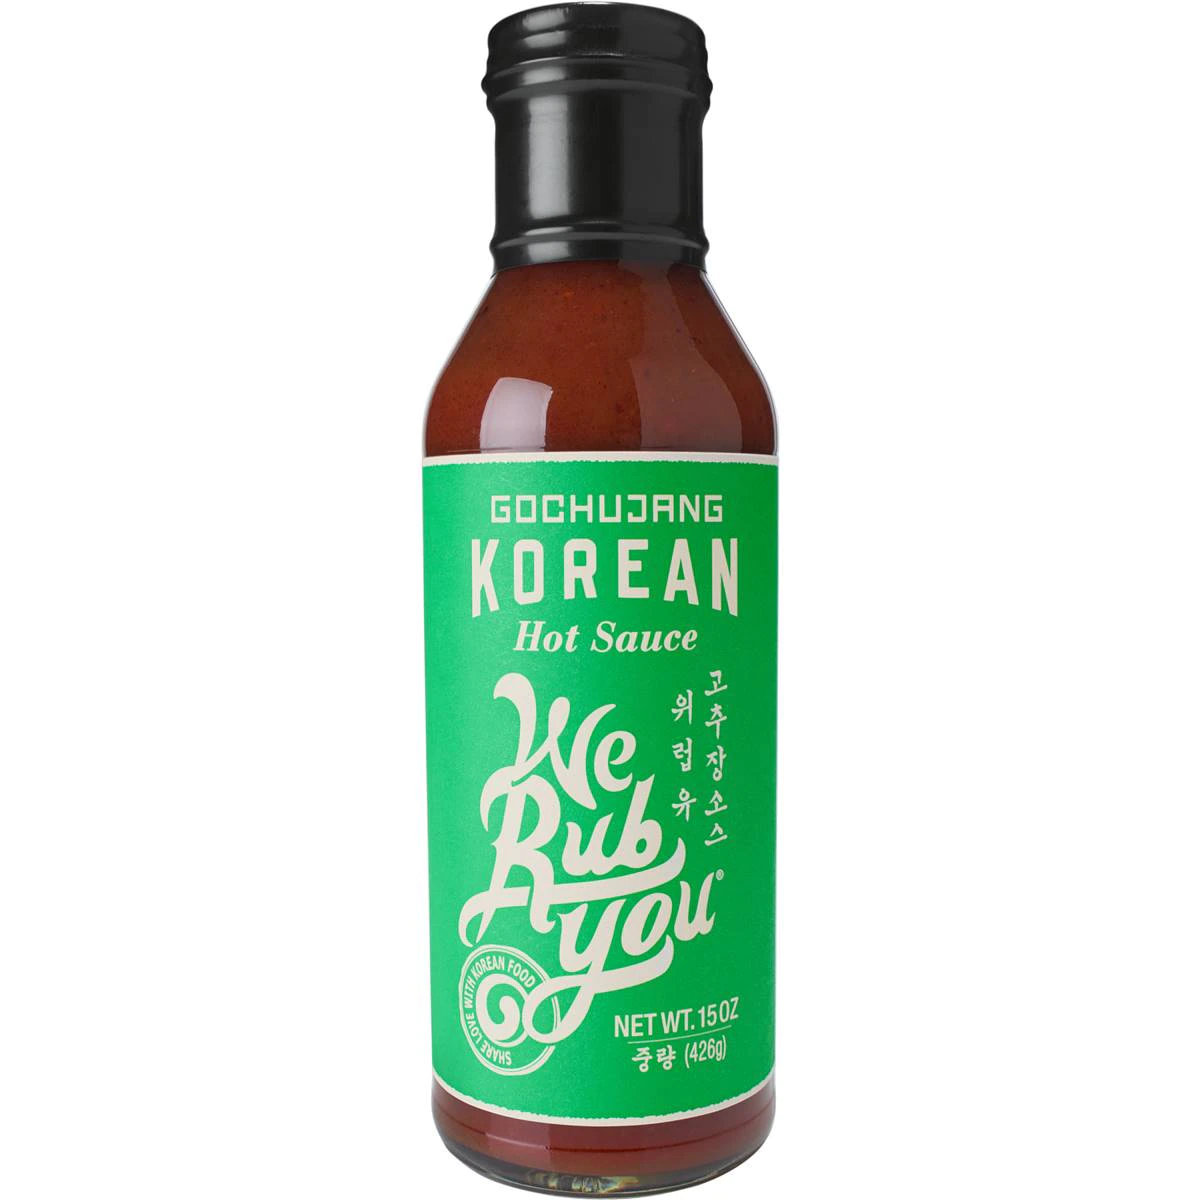 GOCHUJANG
KOREAN
Hot Sauce
We
Rub
you®
고추장소스
위럽유
SHARE LOVE WITH KOREAN FOOD
NET WT. 15 OZ
중량 (426g)